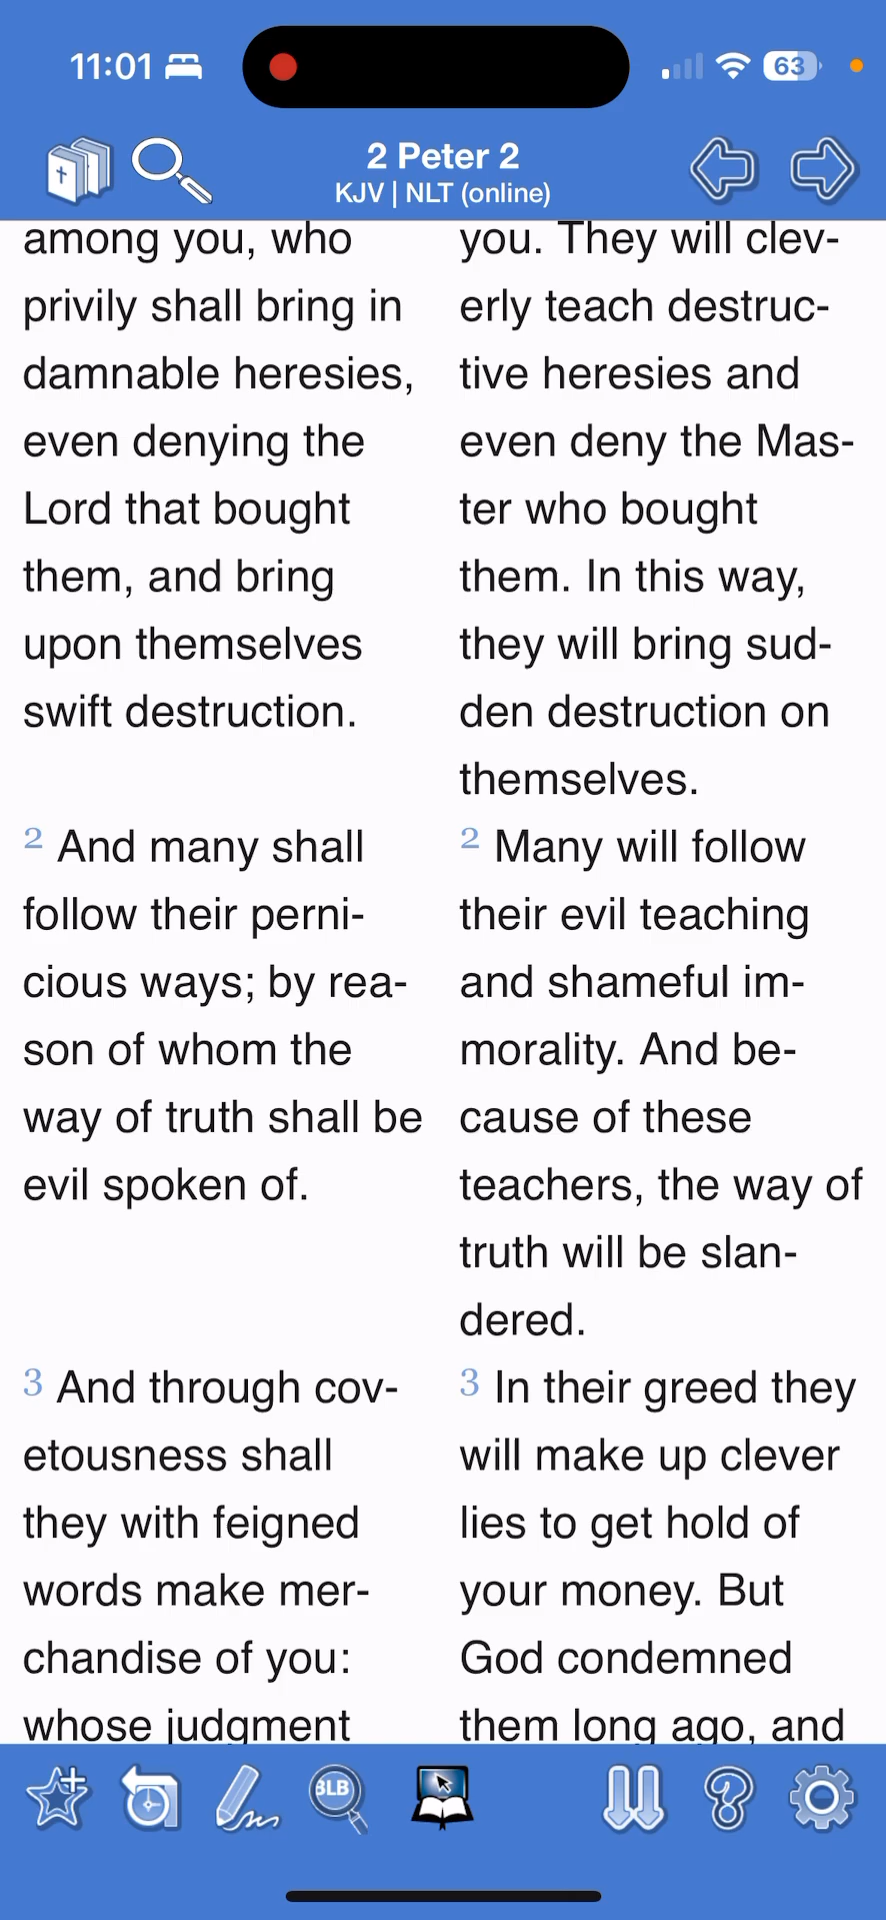 11:01
63
2 Peter 2
KJV | NLT (online)
among you, who
privily shall bring in
damnable heresies,
even denying the
Lord that bought
them, and bring
upon themselves
swift destruction.
2 And many shall
follow their perni-
cious ways; by rea-
son of whom the
way of truth shall be
evil spoken of.
3 And through cov-
etousness shall
they with feigned
words make mer-
chandise of you:
whose judgment
you. They will clev-
erly teach destruc-
tive heresies and
even deny the Mas-
ter who bought
them. In this way,
they will bring sud-
den destruction on
themselves.
2 Many will follow
their evil teaching
and shameful im-
morality. And be-
cause of these
teachers, the way of
truth will be slan-
dered.
3 In their greed they
will make up clever
lies to get hold of
your money. But
God condemned
them long ago, and
BLB